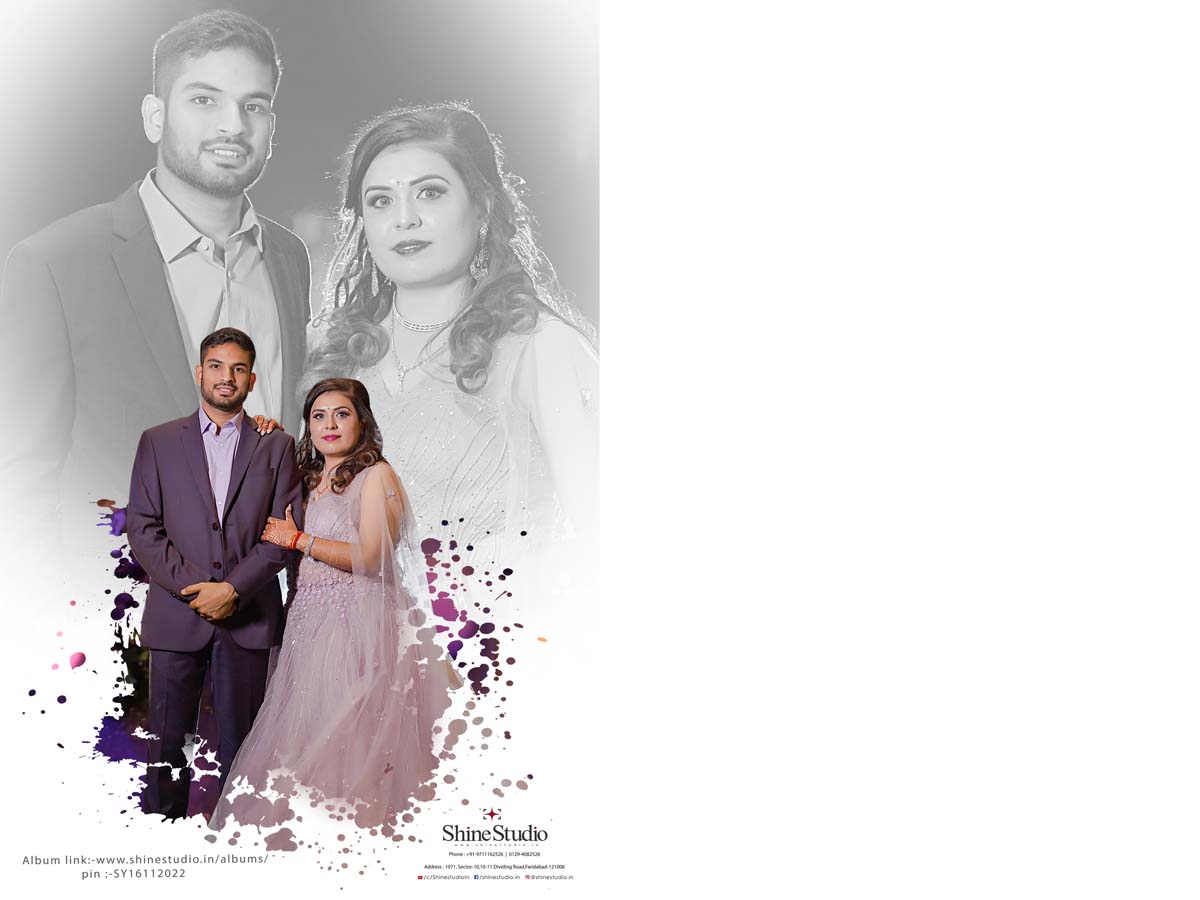 Shine Studio
www.shinestudio.in
Phone : +91-9711162526 | 0129-4082526
Address : 1071, Sector-10,10-11 Dividing Road,Faridabad-121006
/c/Shinestudioin /shinestudio.in @shinestudio.in
Album link:-www.shinestudio.in/albums/
pin :-SY16112022